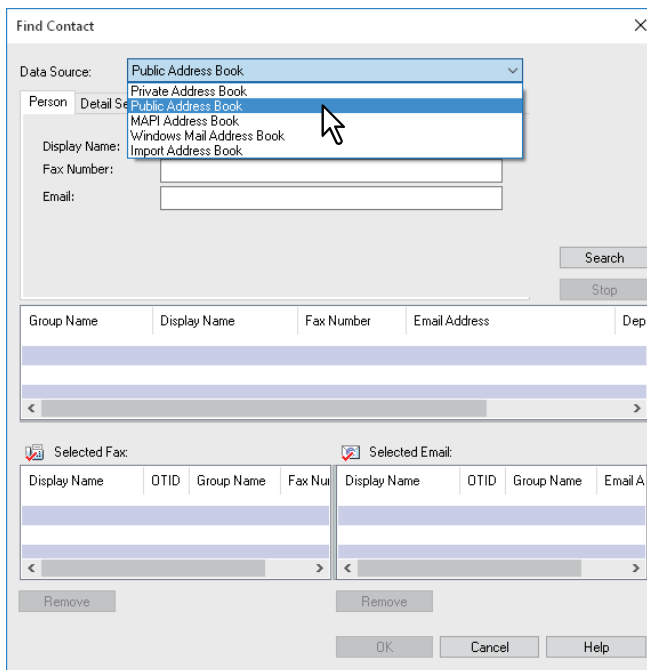 Find Contact
Data Source: Public Address Book
Private Address Book
Person Detail Se Public Address Book
MAPI Address Book
Windows Mail Address Book
Display Name: Import Address Book
Fax Number:
Email:
Search
Stop
Group Name Display Name Fax Number Email Address Dep
Selected Fax: Selected Email:
Display Name OTID Group Name Fax Nu Display Name OTID Group Name Email A
Remove Remove
OK Cancel Help